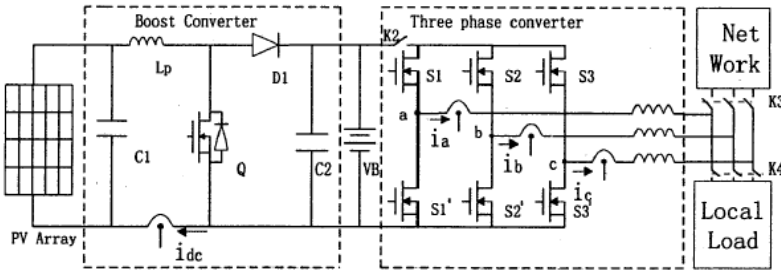 Boost Converter
Three phase converter
Net
Work
K2
Lp
D1
S1
S2
S3
K3
a
ia
b
ib
c
ic
C1
Q
C2
VB
K4
S1'
S2'
S3
PV Array
idc
Local
Load